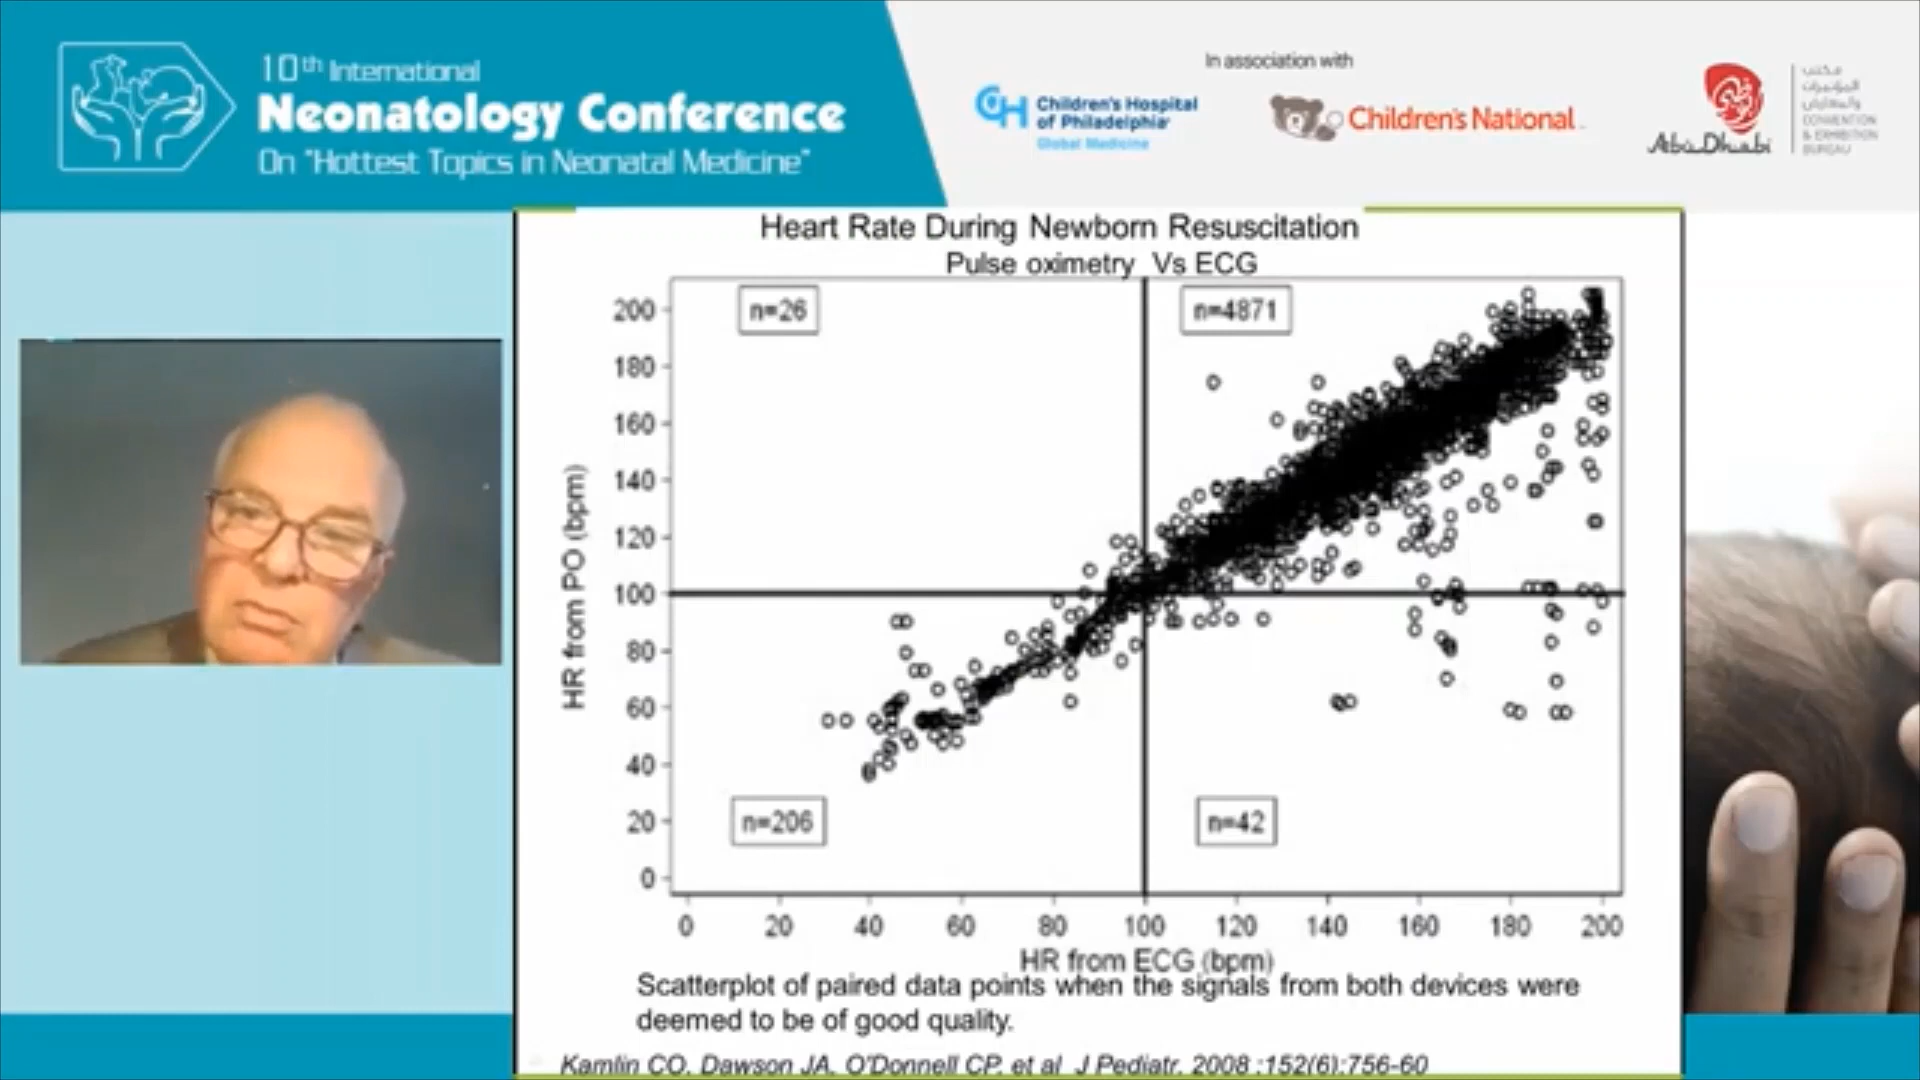 10th International
Neonatology Conference
On "Hottest Topics in Neonatal Medicine"
In association with
Children's Hospital
of Philadelphia
Global Medicine
Children's National
Abu Dhabi
CONVENTION
& EXHIBITION
BUREAU
Heart Rate During Newborn Resuscitation
Pulse oximetry Vs ECG
n=26
n=4871
200
180
160
140
120
100
80
60
40
20
0
HR from PO (bpm)
n=206
n=42
0 20 40 60 80 100 120 140 160 180 200
HR from ECG (bpm)
Scatterplot of paired data points when the signals from both devices were
deemed to be of good quality.
Kamlin CO, Dawson JA, O'Donnell CP, et al J Pediatr. 2008 ;152(6):756-60